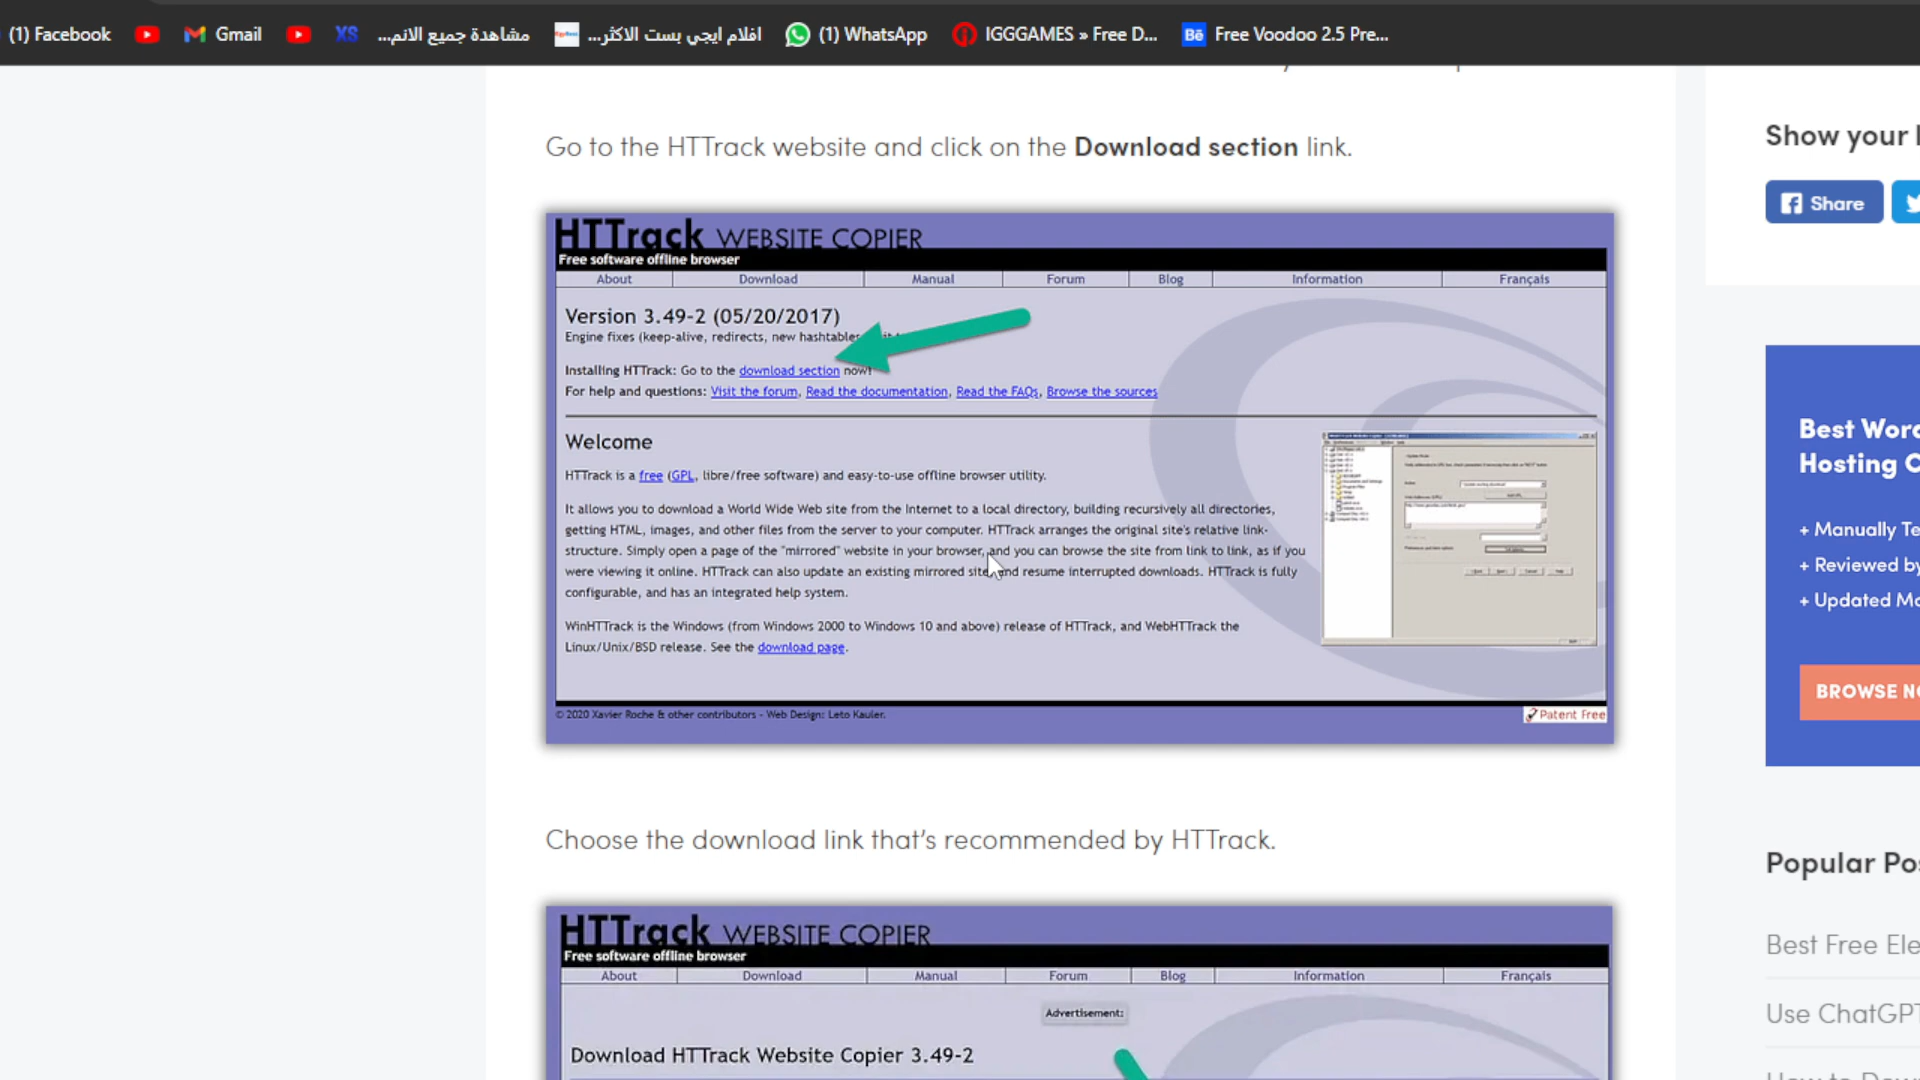 (1) Facebook
Gmail
XS
مشاهدة جميع الانم...
افلام ايجي بست الاكثر...
(1) WhatsApp
IGGGAMES » Free D...
Bē Free Voodoo 2.5 Pre...
Go to the HTTrack website and click on the Download section link.
HTTrack WEBSITE COPIER
Free software offline browser
About Download Manual Forum Blog Information Français
Version 3.49-2 (05/20/2017)
Engine fixes (keep-alive, redirects, new hashtables
Installing HTTrack: Go to the download section now!
For help and questions: Visit the forum, Read the documentation, Read the FAQs, Browse the sources
Welcome
HTTrack is a free (GPL, libre/free software) and easy-to-use offline browser utility.
It allows you to download a World Wide Web site from the Internet to a local directory, building recursively all directories,
getting HTML, images, and other files from the server to your computer. HTTrack arranges the original site's relative link-
structure. Simply open a page of the "mirrored" website in your browser, and you can browse the site from link to link, as if you
were viewing it online. HTTrack can also update an existing mirrored site, and resume interrupted downloads. HTTrack is fully
configurable, and has an integrated help system.
WinHTTrack is the Windows (from Windows 2000 to Windows 10 and above) release of HTTrack, and WebHTTrack the
Linux/Unix/BSD release. See the download page.
© 2020 Xavier Roche & other contributors - Web Design: Leto Kauler.
Patent Free
Choose the download link that's recommended by HTTrack.
HTTrack WEBSITE COPIER
Free software offline browser
About Download Manual Forum Blog Information Français
Advertisement:
Download HTTrack Website Copier 3.49-2
Show your
Share
Best Wor
Hosting
+ Manually Te
+ Reviewed by
+ Updated Mo
BROWSE N
Popular Po
Best Free Ele
Use ChatGPT